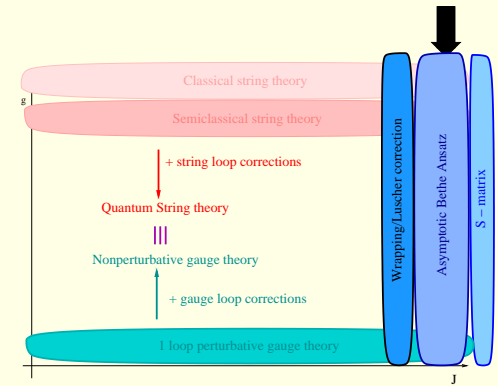 Classical string theory
g
Semiclassical string theory
+ string loop corrections
Quantum String theory
Nonperturbative gauge theory
+ gauge loop corrections
1 loop perturbative gauge theory
J
Wrapping/Luscher correction
Asymptotic Bethe Ansatz
S − matrix